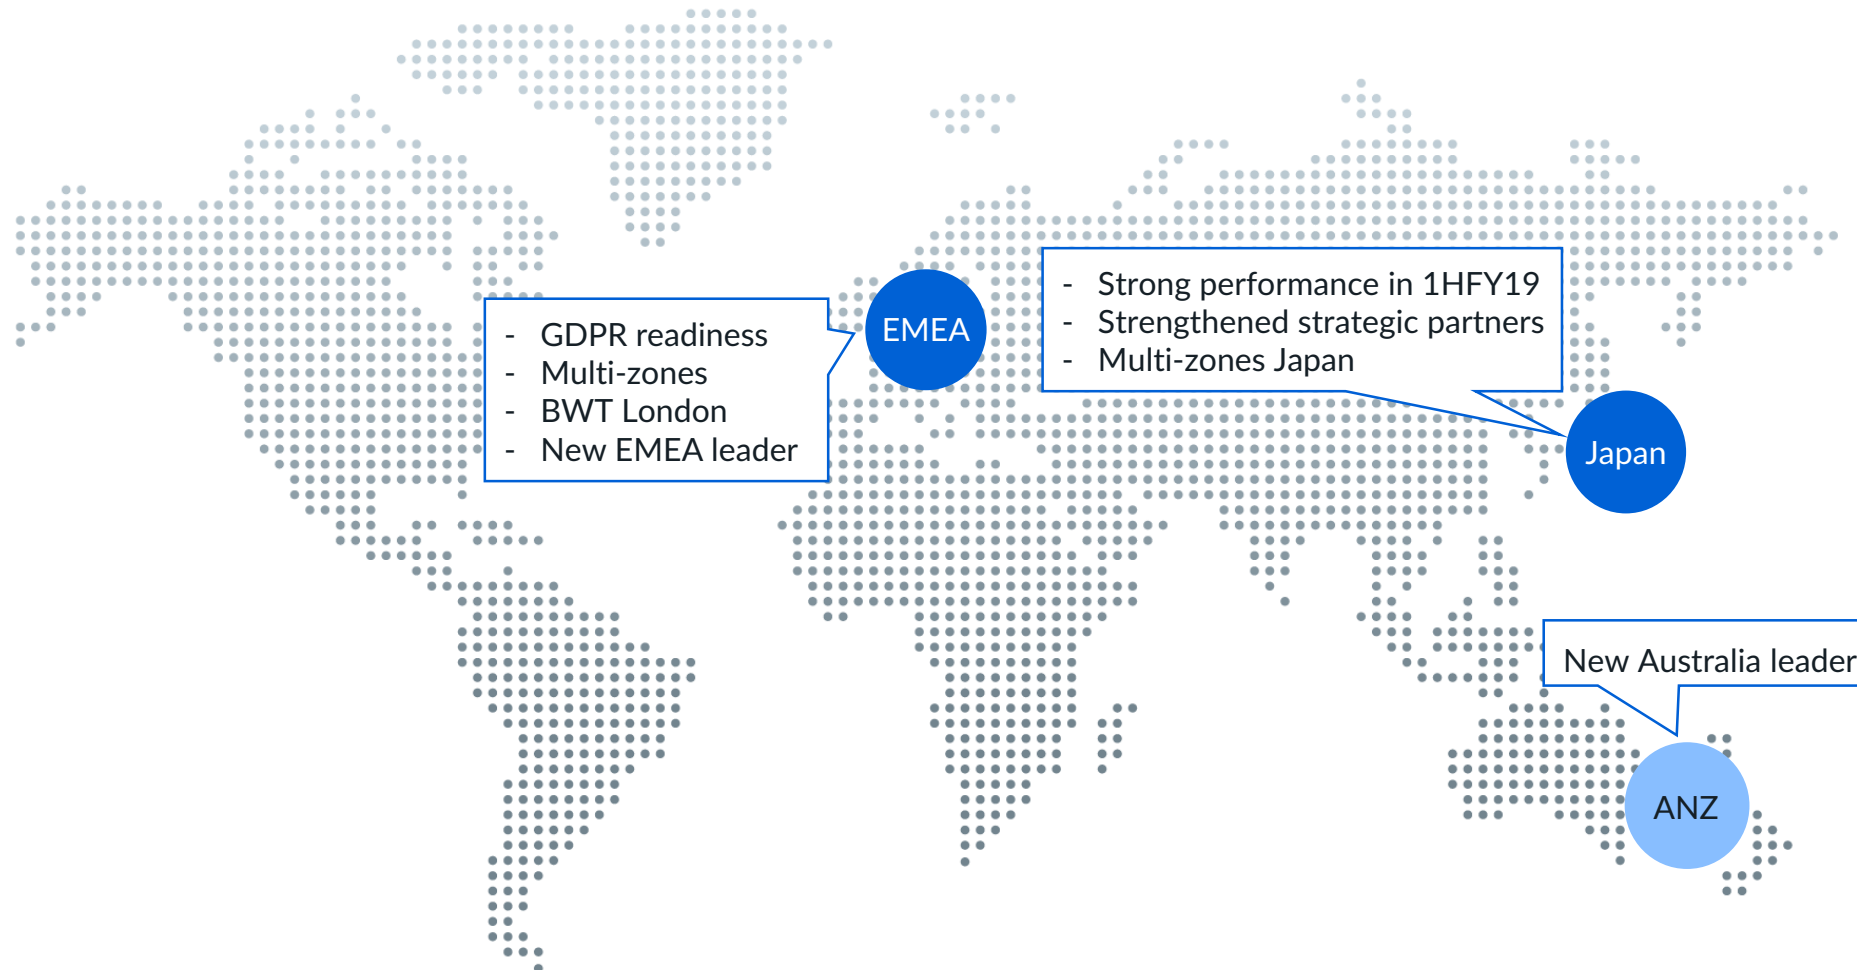 - GDPR readiness
- Multi-zones
- BWT London
- New EMEA leader
EMEA
- Strong performance in 1HFY19
- Strengthened strategic partners
- Multi-zones Japan
Japan
New Australia leader
ANZ